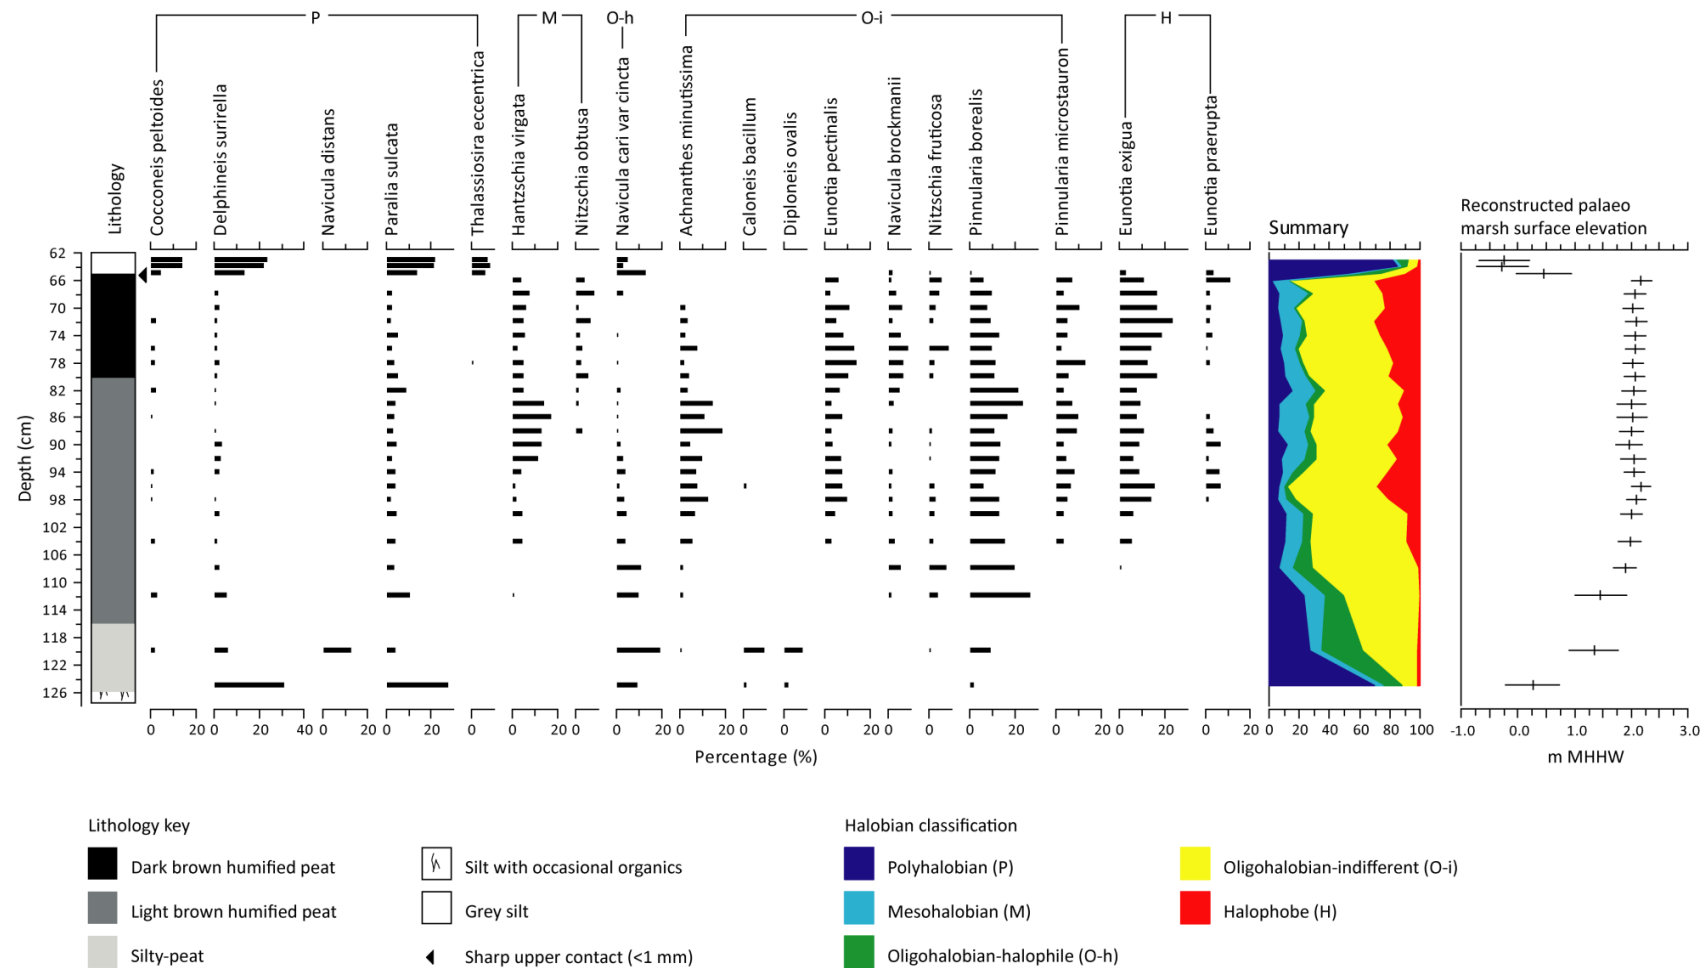 P
M
O-h
O-i
H
Lithology
Cocconeis peltoides
Delphineis surirella
Navicula distans
Paralia sulcata
Thalassiosira eccentrica
Hantzschia virgata
Nitzschia obtusa
Navicula cari var cincta
Achnanthes minutissima
Caloneis bacillum
Diploneis ovalis
Eunotia pectinalis
Navicula brockmanii
Nitzschia fruticosa
Pinnularia borealis
Pinnularia microstauron
Eunotia exigua
Eunotia praerupta
Summary
Reconstructed palaeo
marsh surface elevation
Depth (cm)
62
66
70
74
78
82
86
90
94
98
102
106
110
114
118
122
126
0 20 0 20 40 0 20 0 20 0 20 0 20 0 20 0 20 0 20 0 20 0 20 0 20 0 20 0 20 0 20 0 20 0 20 0 20 0 20 40 60 80 100 -1.0 0.0 1.0 2.0 3.0
Percentage (%)
m MHHW
Lithology key
Dark brown humified peat
Light brown humified peat
Silty-peat
Silt with occasional organics
Grey silt
Sharp upper contact (<1 mm)
Halobian classification
Polyhalobian (P)
Mesohalobian (M)
Oligohalobian-halophile (O-h)
Oligohalobian-indifferent (O-i)
Halophobe (H)